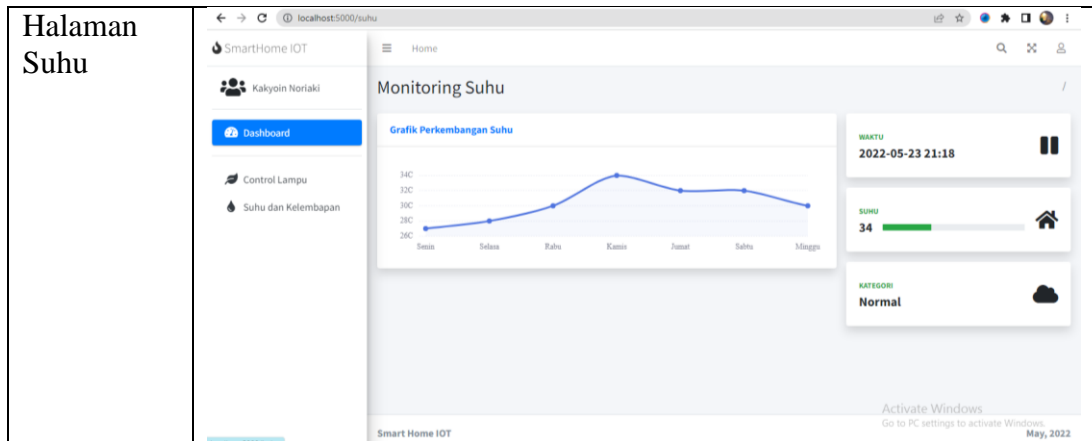 Halaman
Suhu
localhost:5000/suhu
SmartHome IOT
Home
Kakyoin Noriaki
Monitoring Suhu
/
Dashboard
Control Lampu
Suhu dan Kelembapan
Grafik Perkembangan Suhu
34C
32C
30C
28C
26C
Senin Selasa Rabu Kamis Jumat Sabtu Minggu
WAKTU
2022-05-23 21:18
SUHU
34
KATEGORI
Normal
Activate Windows
Go to PC settings to activate Windows.
Smart Home IOT
May, 2022